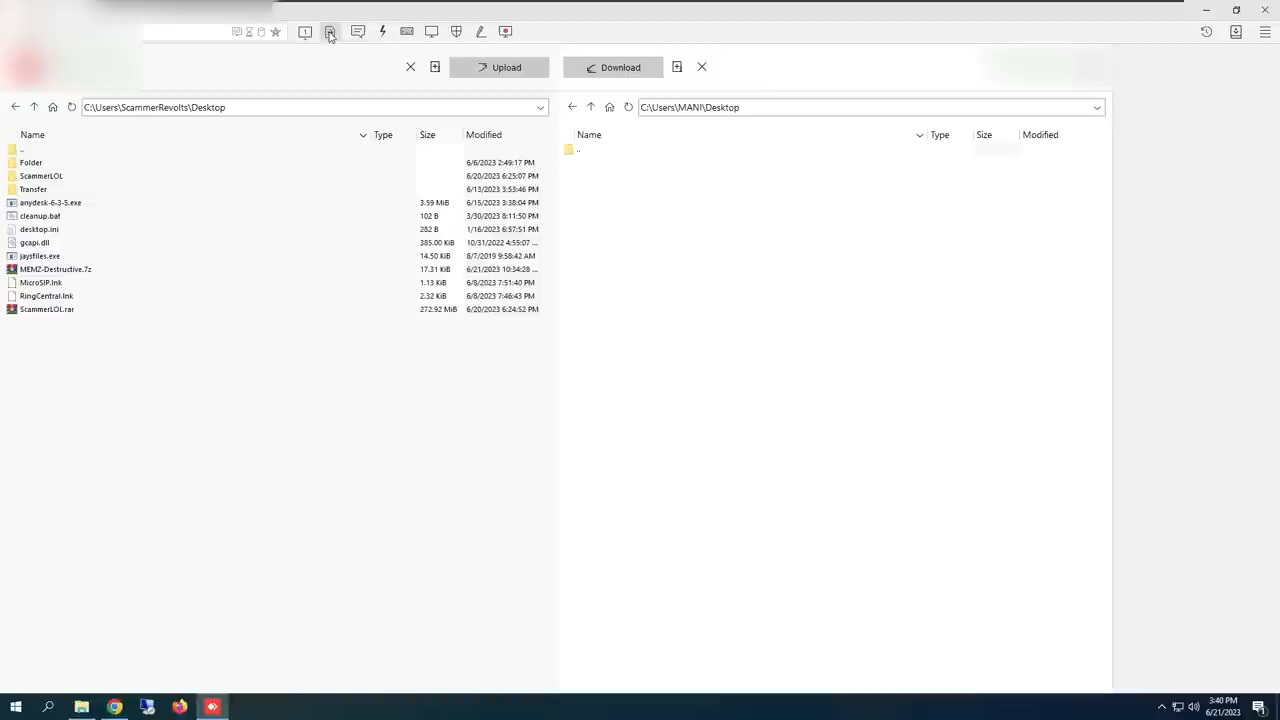 1
Upload
Download
C:\Users\ScammerRevolts\Desktop
C:\Users\MANI\Desktop
Name Type Size Modified
Name Type Size Modified
..
..
Folder 6/6/2023 2:49:17 PM
ScammerLOL 6/20/2023 6:25:07 PM
Transfer 6/13/2023 3:53:46 PM
anydesk-6-3-5.exe 3.59 MiB 6/15/2023 3:38:04 PM
cleanup.bat 102 B 3/30/2023 8:11:50 PM
desktop.ini 282 B 1/16/2023 6:57:51 PM
gcapi.dll 385.00 KiB 10/31/2022 4:55:07 ...
jaysfiles.exe 14.50 KiB 8/7/2019 9:58:42 AM
MEMZ-Destructive.7z 17.31 KiB 6/21/2023 10:34:28 ...
MicroSIP.lnk 1.13 KiB 6/8/2023 7:51:40 PM
RingCentral.lnk 2.32 KiB 6/8/2023 7:46:43 PM
ScammerLOL.rar 272.92 MiB 6/20/2023 6:24:52 PM
3:40 PM
6/21/2023
1